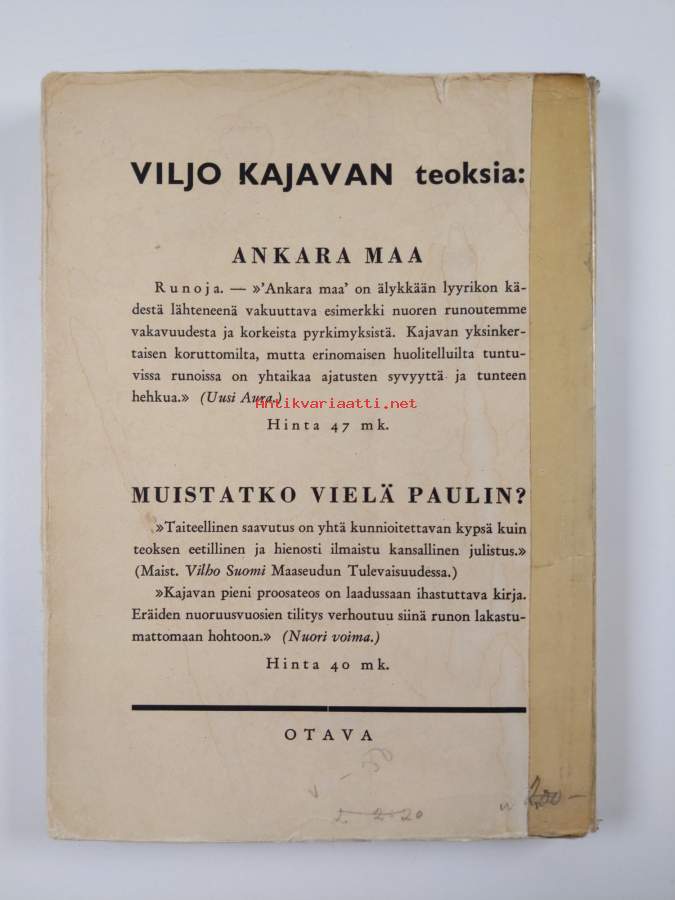 VILJO KAJAVAN teoksia:
ANKARA MAA
Runoja. — »'Ankara maa' on älykkään lyyrikon kä-
destä lähteneenä vakuuttava esimerkki nuoren runoutemme
vakavuudesta ja korkeista pyrkimyksistä. Kajavan yksinker-
taisen koruttomilta, mutta erinomaisen huolitelluilta tuntu-
vissa runoissa on yhtaikaa ajatusten syvyyttä ja tunteen
hehkua.» (Uusi Aura.)
Antikvariaatti.net
Hinta 47 mk.
MUISTATKO VIELÄ PAULIN?
»Taiteellinen saavutus on yhtä kunnioitettavan kypsä kuin
teoksen eetillinen ja hienosti ilmaistu kansallinen julistus.»
(Maist. Vilho Suomi Maaseudun Tulevaisuudessa.)
»Kajavan pieni proosateos on laadussaan ihastuttava kirja.
Eräiden nuoruusvuosien tilitys verhoutuu siinä runon lakastu-
mattomaan hohtoon.» (Nuori voima.)
Hinta 40 mk.
OTAVA